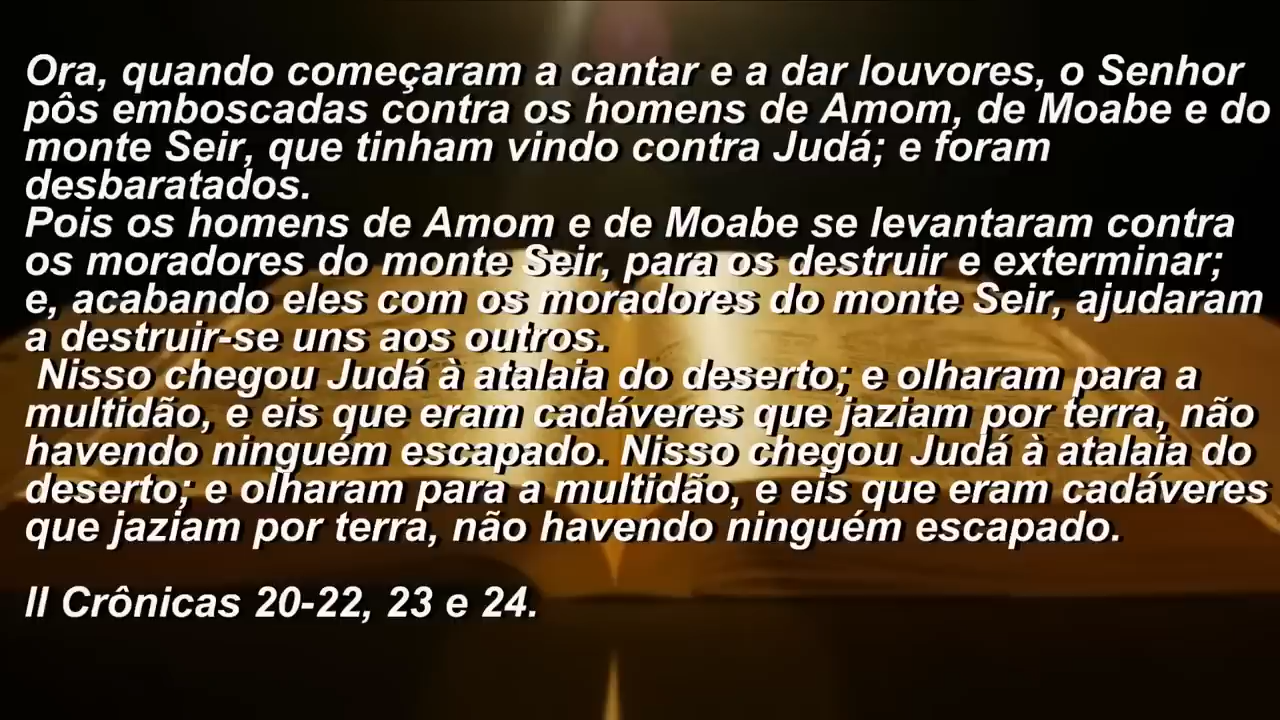 Ora, quando começaram a cantar e a dar louvores, o Senhor
pôs emboscadas contra os homens de Amom, de Moabe e do
monte Seir, que tinham vindo contra Judá; e foram
desbaratados.
Pois os homens de Amom e de Moabe se levantaram contra
os moradores do monte Seir, para os destruir e exterminar;
e, acabando eles com os moradores do monte Seir, ajudaram
a destruir-se uns aos outros.
Nisso chegou Judá à atalaia do deserto; e olharam para a
multidão, e eis que eram cadáveres que jaziam por terra, não
havendo ninguém escapado. Nisso chegou Judá à atalaia do
deserto; e olharam para a multidão, e eis que eram cadáveres
que jaziam por terra, não havendo ninguém escapado.
II Crônicas 20-22, 23 e 24.